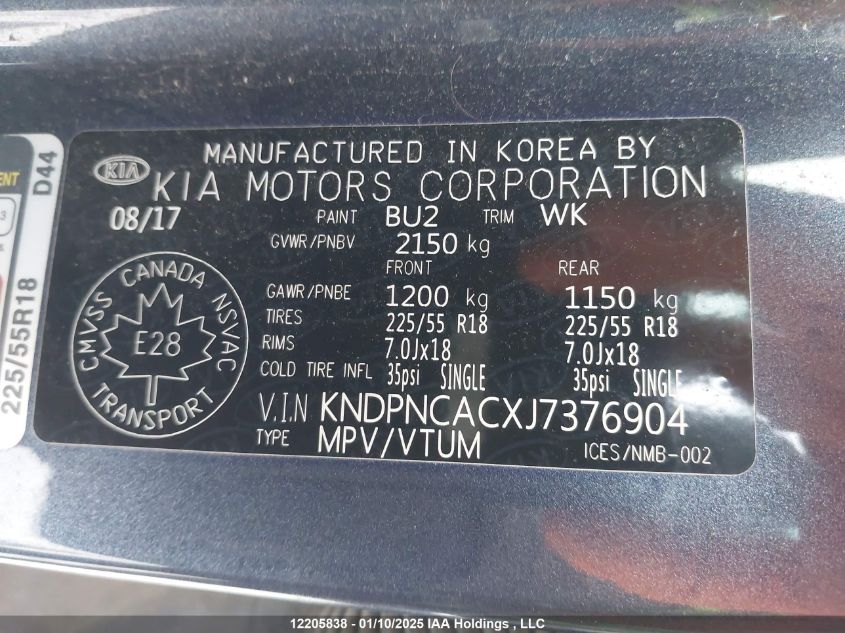 MANUFACTURED IN KOREA BY
KIA
KIA MOTORS CORPORATION
08/17 PAINT BU2 TRIM WK
GVWR/PNBV 2150 kg
FRONT REAR
GAWR/PNBE 1200 kg 1150 kg
TIRES 225/55 R18 225/55 R18
RIMS 7.0Jx18 7.0Jx18
COLD TIRE INFL 35psi SINGLE 35psi SINGLE
V.I.N KNDPNCACXJ7376904
TYPE MPV/VTUM ICES/NMB-002
CANADA
CMVSS NSVAC
E28
TRANSPORT
D44
225/55R18
12205838 - 01/10/2025 IAA Holdings , LLC